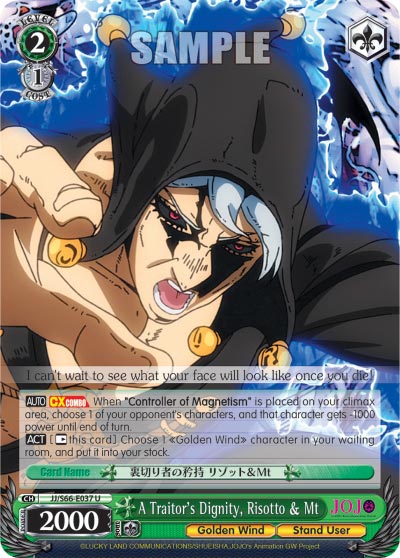 LEVEL
2
1
COST
SAMPLE
I can't wait to see what your face will look like once you die!
AUTO CX COMBO When "Controller of Magnetism" is placed on your climax
area, choose 1 of your opponent's characters, and that character gets -1000
power until end of turn.
ACT [this card] Choose 1 «Golden Wind» character in your waiting
room, and put it into your stock.
Card Name 裏切り者の矜持 リゾット&Mt
CH JJ/S66-E037 U
POWER 2000 SOUL A Traitor's Dignity, Risotto & Mt JOJO
Golden Wind Stand User
©LUCKY LAND COMMUNICATIONS/SHUEISHA,JOJO's Animation GW Project